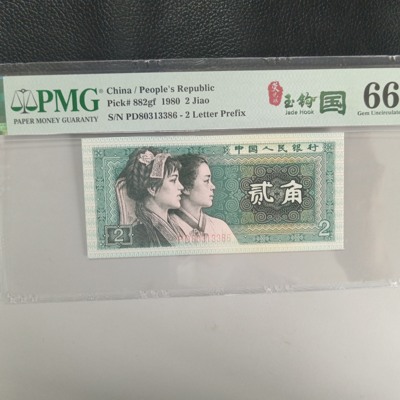 PMG
PAPER MONEY GUARANTY
China / People's Republic
Pick# 882gf 1980 2 Jiao
S/N PD80313386 - 2 Letter Prefix
玉钩国
Jade Hook
66
Gem Uncirculate
中国人民银行
贰角
2
2